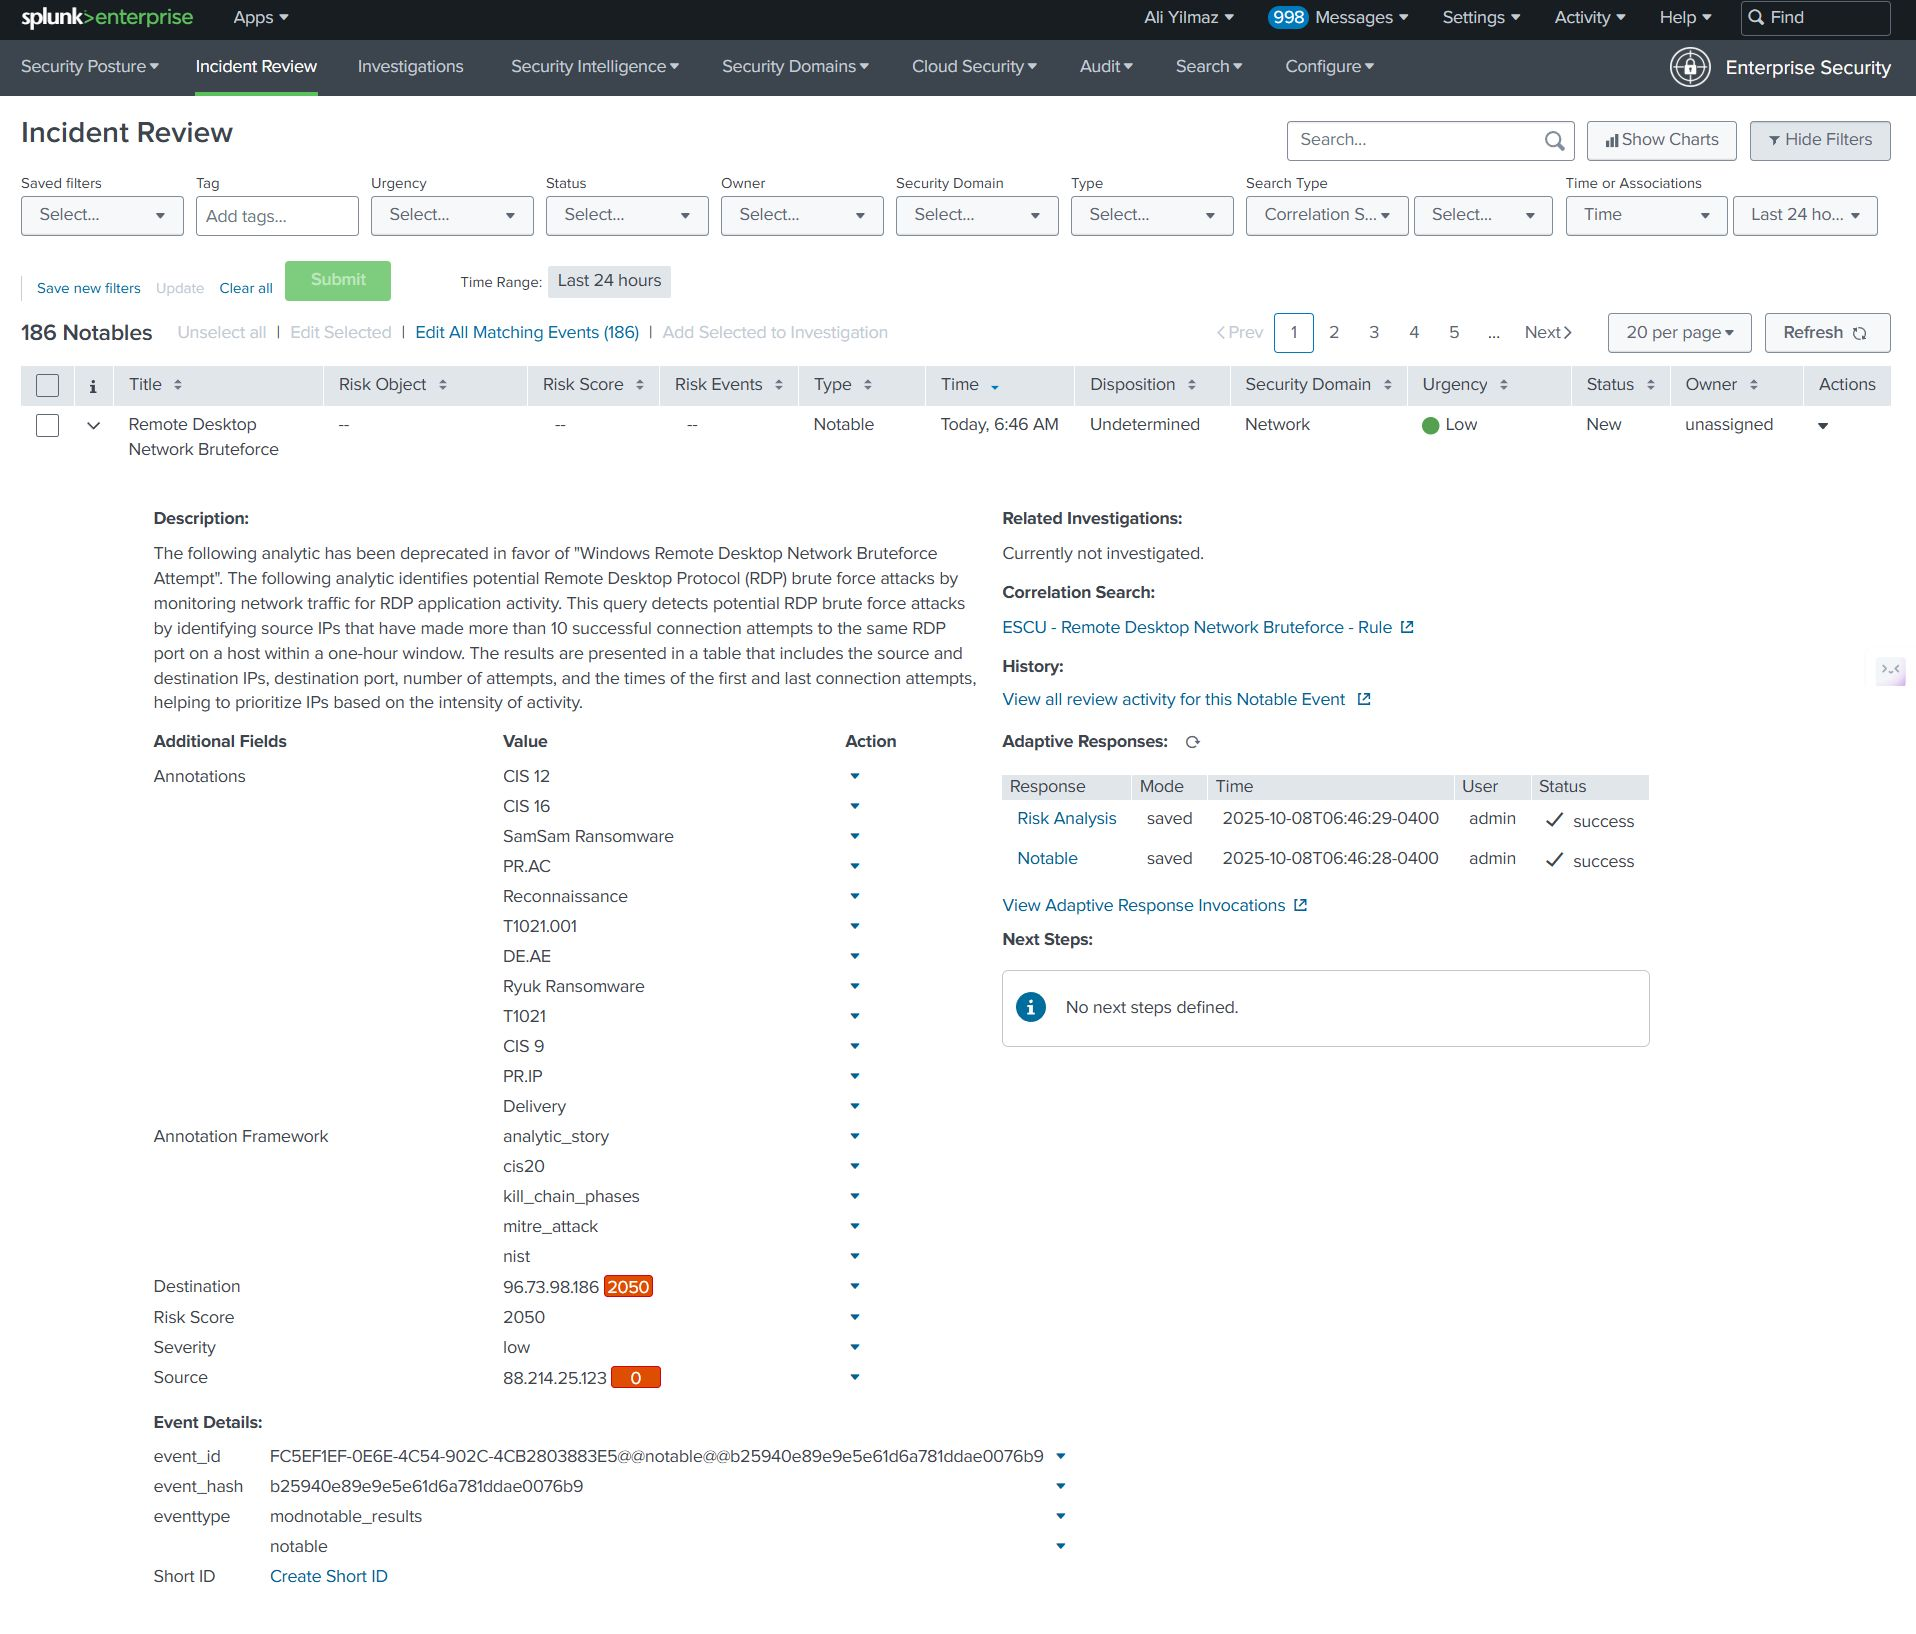 splunk>enterprise Apps Ali Yilmaz 998 Messages Settings Activity Help Find
Security Posture Incident Review Investigations Security Intelligence Security Domains Cloud Security Audit Search Configure Enterprise Security
Incident Review
Search... Show Charts Hide Filters
Saved filters Tag Urgency Status Owner Security Domain Type Search Type Time or Associations
Select... Add tags... Select... Select... Select... Select... Select... Correlation S... Select... Time Last 24 ho...
Save new filters Update Clear all Submit Time Range: Last 24 hours
186 Notables Unselect all | Edit Selected | Edit All Matching Events (186) | Add Selected to Investigation < Prev 1 2 3 4 5 ... Next > 20 per page Refresh
i Title Risk Object Risk Score Risk Events Type Time Disposition Security Domain Urgency Status Owner Actions
Remote Desktop -- -- -- Notable Today, 6:46 AM Undetermined Network Low New unassigned
Network Bruteforce
Description:
The following analytic has been deprecated in favor of "Windows Remote Desktop Network Bruteforce
Attempt". The following analytic identifies potential Remote Desktop Protocol (RDP) brute force attacks by
monitoring network traffic for RDP application activity. This query detects potential RDP brute force attacks
by identifying source IPs that have made more than 10 successful connection attempts to the same RDP
port on a host within a one-hour window. The results are presented in a table that includes the source and
destination IPs, destination port, number of attempts, and the times of the first and last connection attempts,
helping to prioritize IPs based on the intensity of activity.
Additional Fields Value Action
Annotations CIS 12
CIS 16
SamSam Ransomware
PR.AC
Reconnaissance
T1021.001
DE.AE
Ryuk Ransomware
T1021
CIS 9
PR.IP
Delivery
Annotation Framework analytic_story
cis20
kill_chain_phases
mitre_attack
nist
Destination 96.73.98.186 2050
Risk Score 2050
Severity low
Source 88.214.25.123 0
Event Details:
event_id FC5EF1EF-0E6E-4C54-902C-4CB2803883E5@@notable@@b25940e89e9e5e61d6a781ddae0076b9
event_hash b25940e89e9e5e61d6a781ddae0076b9
eventtype modnotable_results
notable
Short ID Create Short ID
Related Investigations:
Currently not investigated.
Correlation Search:
ESCU - Remote Desktop Network Bruteforce - Rule
History:
View all review activity for this Notable Event
Adaptive Responses:
Response Mode Time User Status
Risk Analysis saved 2025-10-08T06:46:29-0400 admin success
Notable saved 2025-10-08T06:46:28-0400 admin success
View Adaptive Response Invocations
Next Steps:
i No next steps defined.